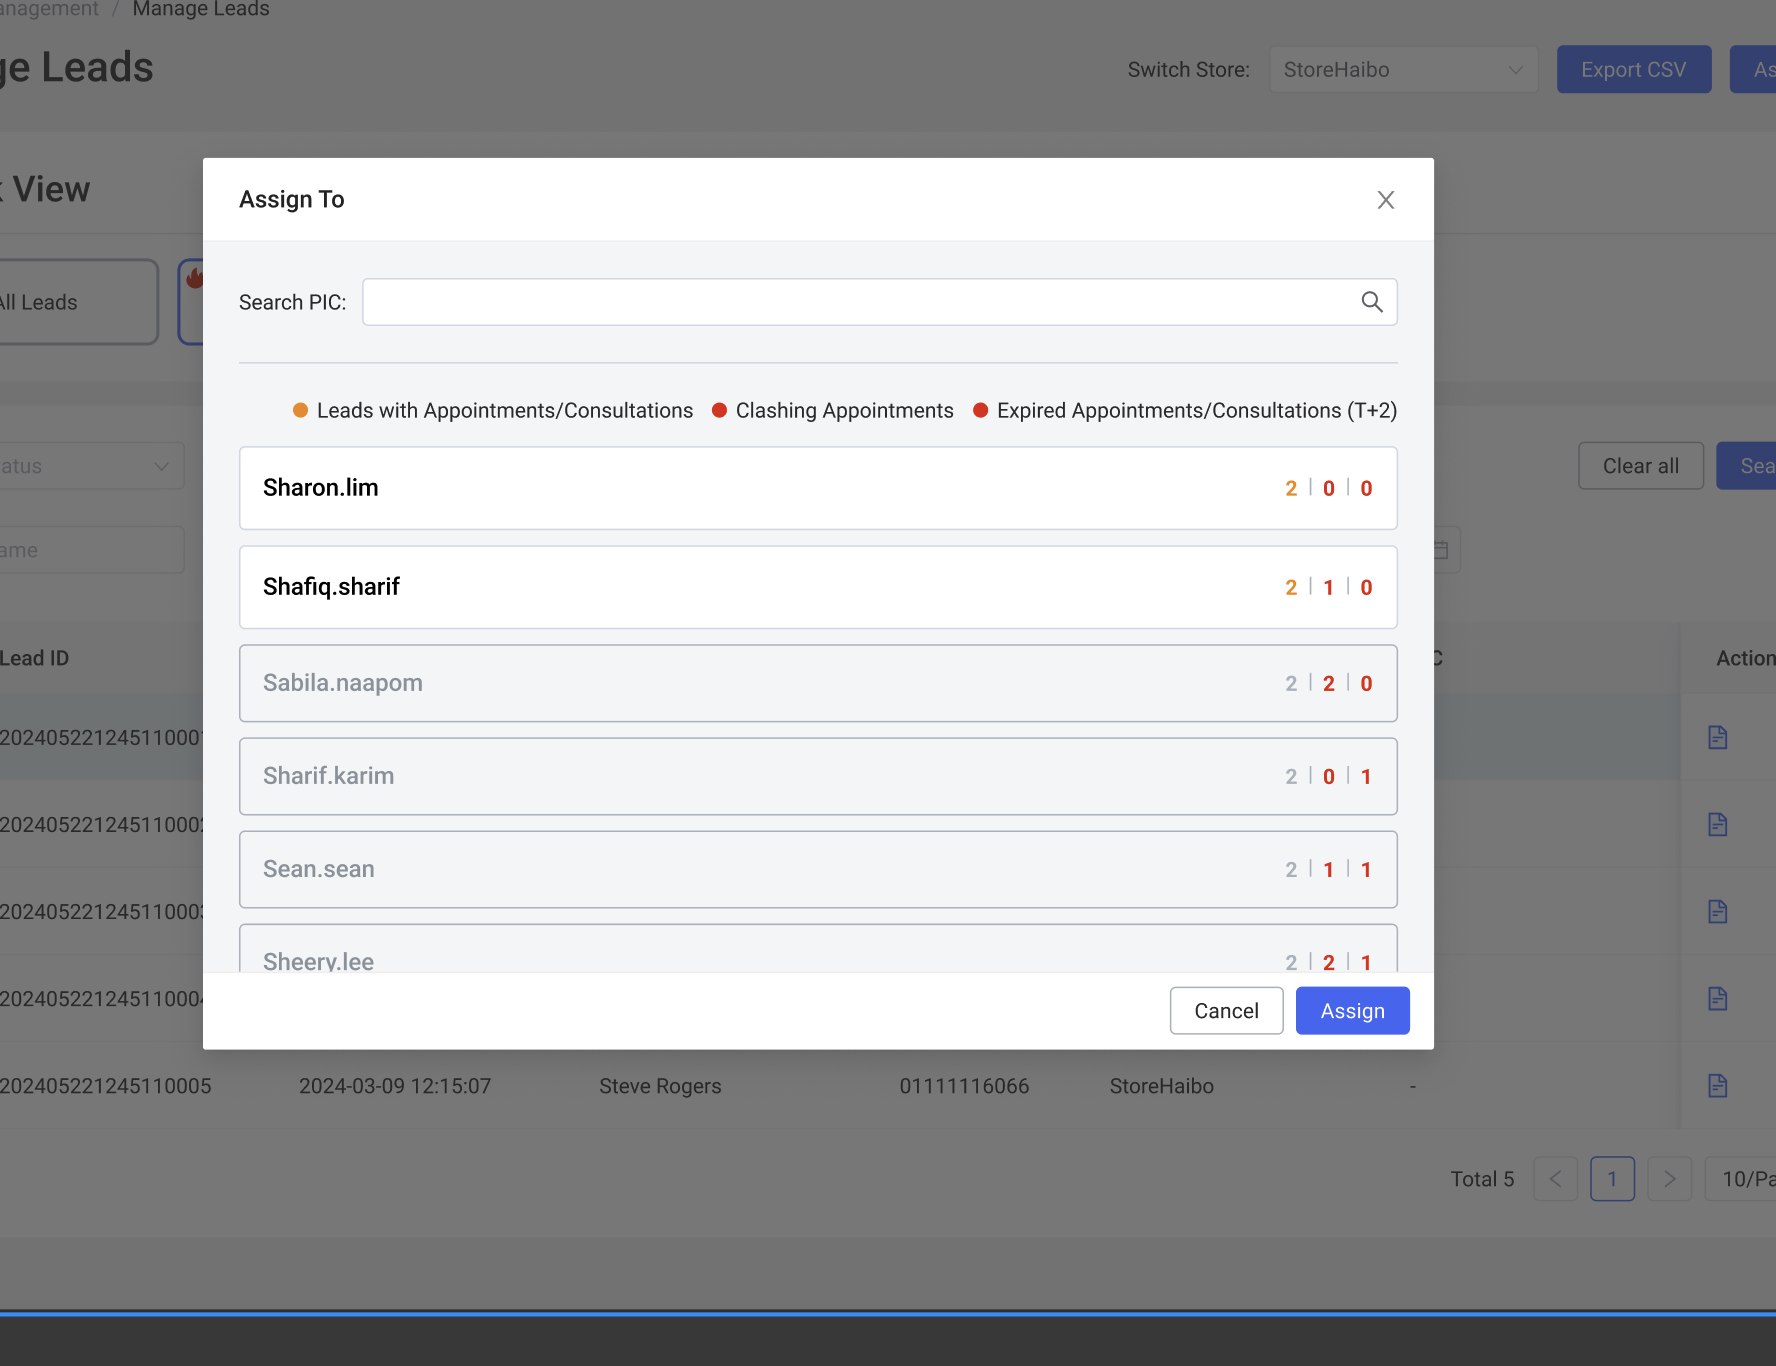 anagement / Manage Leads
ge Leads
Switch Store:
StoreHaibo
Export CSV
As
View
All Leads
atus
Clear all
Sea
ame
Lead ID
C
Action
202405221245110001
202405221245110002
202405221245110003
202405221245110004
202405221245110005
2024-03-09 12:15:07
Steve Rogers
01111116066
StoreHaibo
-
Total 5
1
10/Pa
Assign To
Search PIC:
Leads with Appointments/Consultations
Clashing Appointments
Expired Appointments/Consultations (T+2)
Sharon.lim
2 | 0 | 0
Shafiq.sharif
2 | 1 | 0
Sabila.naapom
2 | 2 | 0
Sharif.karim
2 | 0 | 1
Sean.sean
2 | 1 | 1
Sheery.lee
2 | 2 | 1
Cancel
Assign